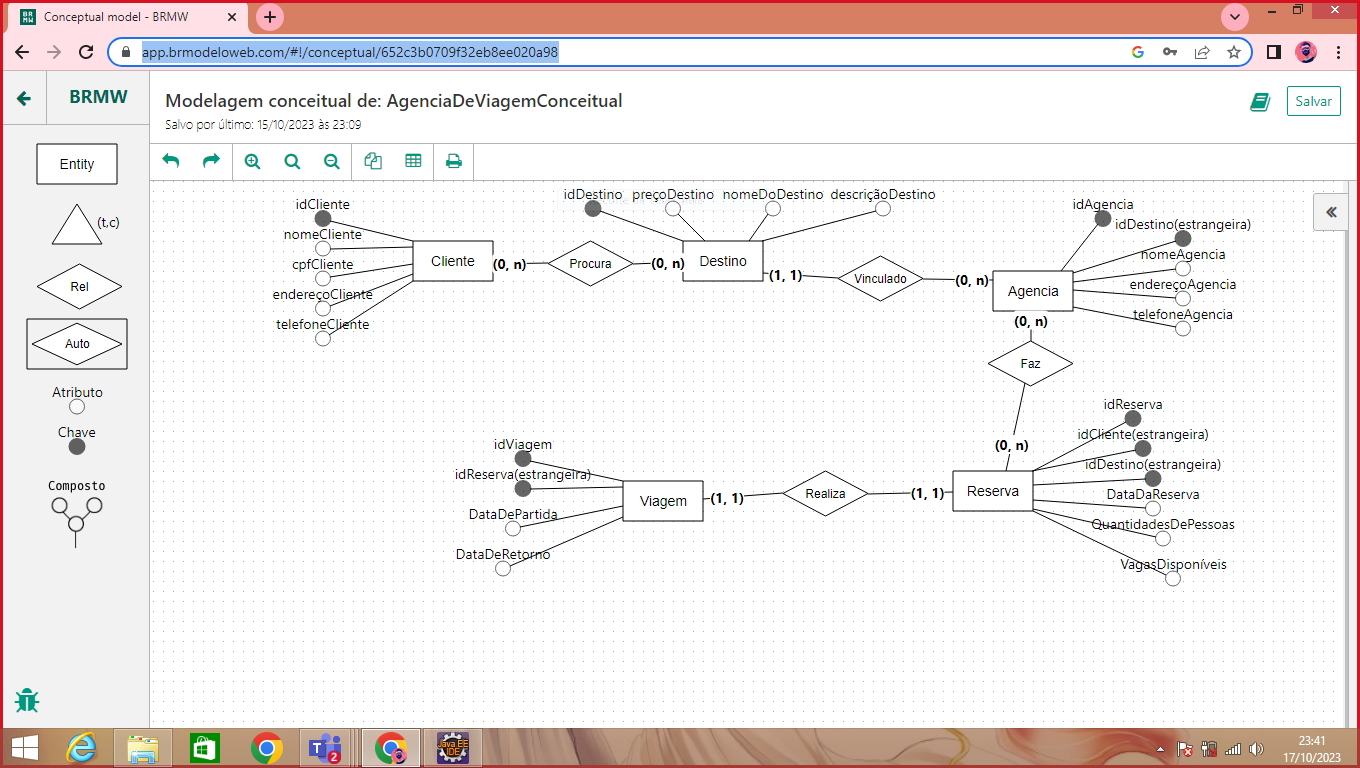 BR
MW
Conceptual model - BRMW
app.brmodeloweb.com/#!/conceptual/652c3b0709f32eb8ee020a98
BRMW
Modelagem conceitual de: AgenciaDeViagemConceitual
Salvo por último: 15/10/2023 às 23:09
Salvar
Entity
(t,c)
Rel
Auto
Atributo
Chave
Composto
idCliente
nomeCliente
cpfCliente
endereçoCliente
telefoneCliente
Cliente
(0, n)
Procura
(0, n)
idDestino
preçoDestino
nomeDoDestino
descriçãoDestino
Destino
(1, 1)
Vinculado
(0, n)
idAgencia
idDestino(estrangeira)
nomeAgencia
endereçoAgencia
telefoneAgencia
Agencia
(0, n)
Faz
(0, n)
idReserva
idCliente(estrangeira)
idDestino(estrangeira)
DataDaReserva
QuantidadesDePessoas
VagasDisponíveis
Reserva
(1, 1)
Realiza
(1, 1)
Viagem
idViagem
idReserva(estrangeira)
DataDePartida
DataDeRetorno
2
Java EE
IDE
23:41
17/10/2023